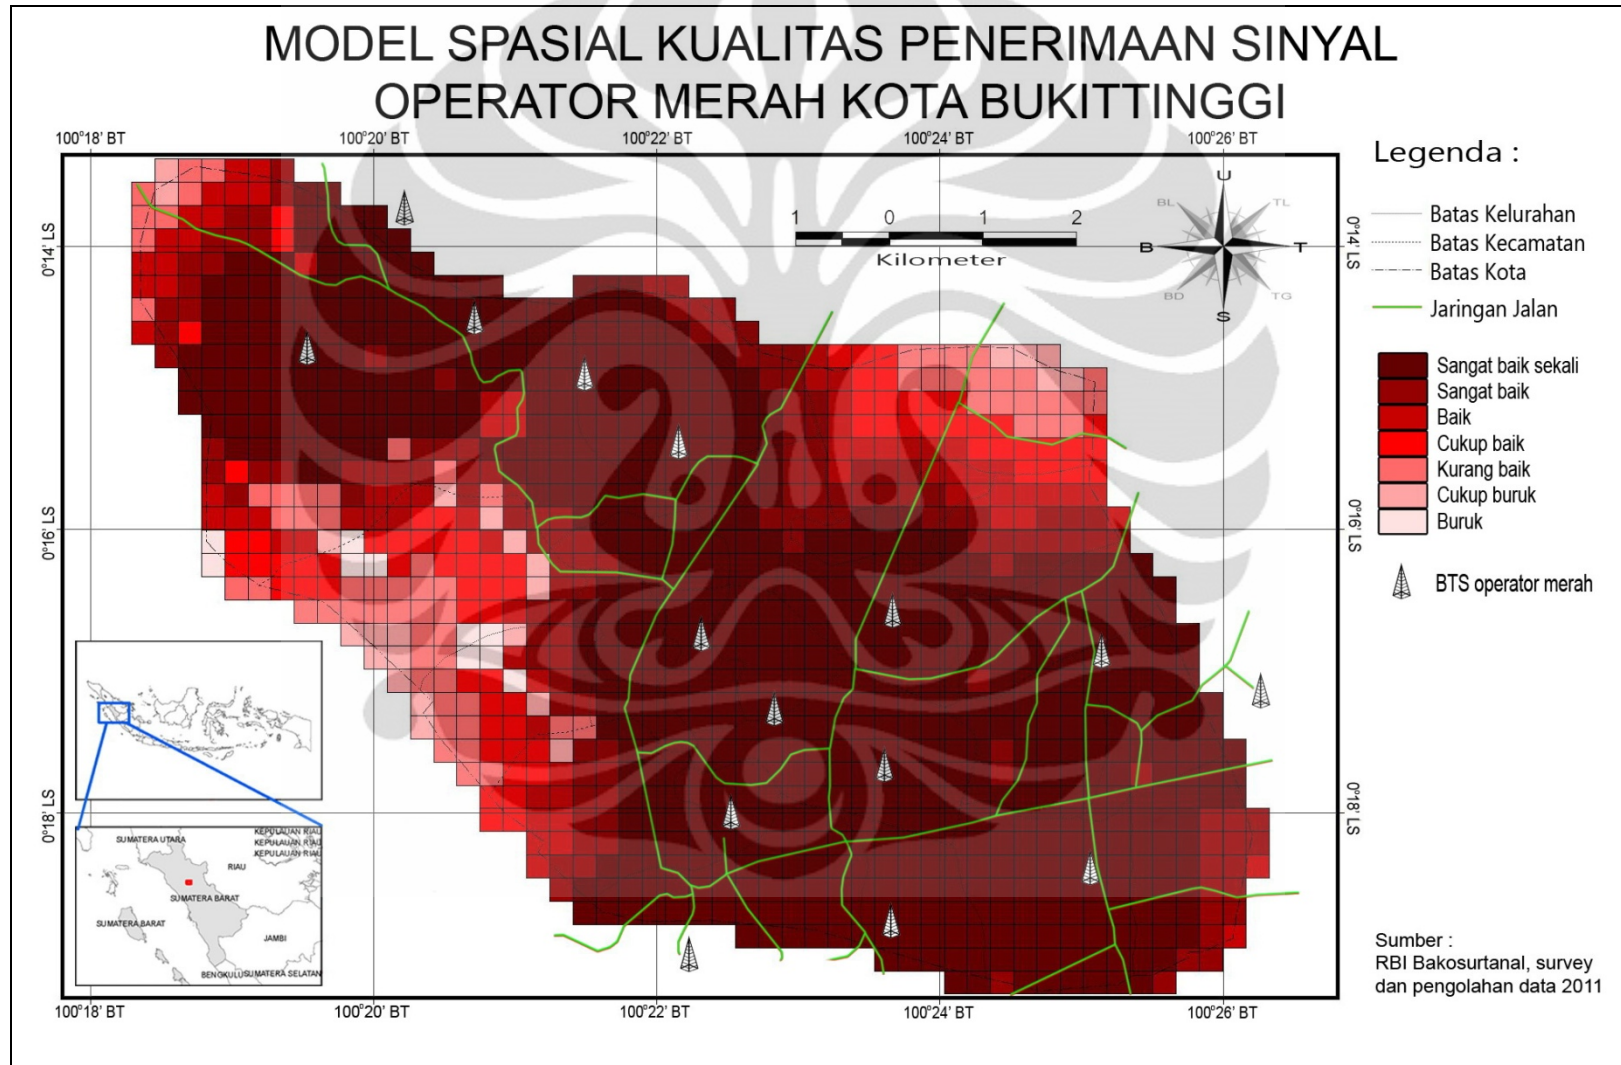 MODEL SPASIAL KUALITAS PENERIMAAN SINYAL
OPERATOR MERAH KOTA BUKITTINGGI
100°18' BT
100°20' BT
100°22' BT
100°24' BT
100°26' BT
0°14' LS
0°16' LS
0°18' LS
0°14' LS
0°16' LS
0°18' LS
1 0 1 2
Kilometer
U
TL
T
TG
S
BD
B
BL
Legenda :
Batas Kelurahan
Batas Kecamatan
Batas Kota
Jaringan Jalan
Sangat baik sekali
Sangat baik
Baik
Cukup baik
Kurang baik
Cukup buruk
Buruk
BTS operator merah
SUMATERA UTARA
KEPULAUAN RIAU
KEPULAUAN RIAU
KEPULAUAN RIAU
RIAU
SUMATERA BARAT
SUMATERA BARAT
JAMBI
BENGKULU
SUMATERA SELATAN
100°18' BT
100°20' BT
100°22' BT
100°24' BT
100°26' BT
Sumber :
RBI Bakosurtanal, survey
dan pengolahan data 2011